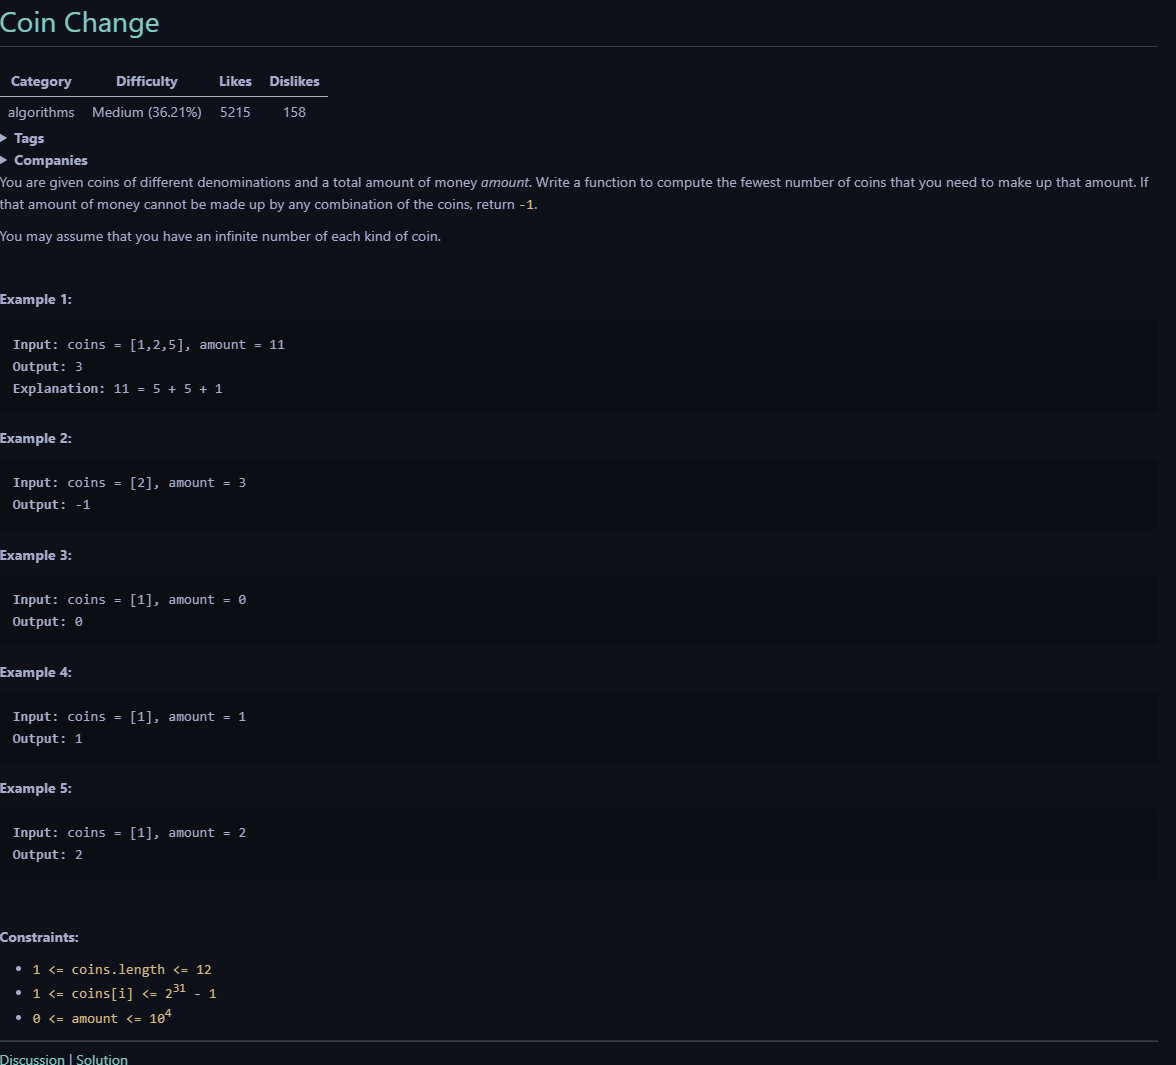 Coin Change
Category Difficulty Likes Dislikes
algorithms Medium (36.21%) 5215 158
Tags
Companies
You are given coins of different denominations and a total amount of money amount. Write a function to compute the fewest number of coins that you need to make up that amount. If
that amount of money cannot be made up by any combination of the coins, return -1.
You may assume that you have an infinite number of each kind of coin.
Example 1:
Input: coins = [1,2,5], amount = 11
Output: 3
Explanation: 11 = 5 + 5 + 1
Example 2:
Input: coins = [2], amount = 3
Output: -1
Example 3:
Input: coins = [1], amount = 0
Output: 0
Example 4:
Input: coins = [1], amount = 1
Output: 1
Example 5:
Input: coins = [1], amount = 2
Output: 2
Constraints:
• 1 <= coins.length <= 12
• 1 <= coins[i] <= 2³¹ - 1
• 0 <= amount <= 10⁴
Discussion | Solution